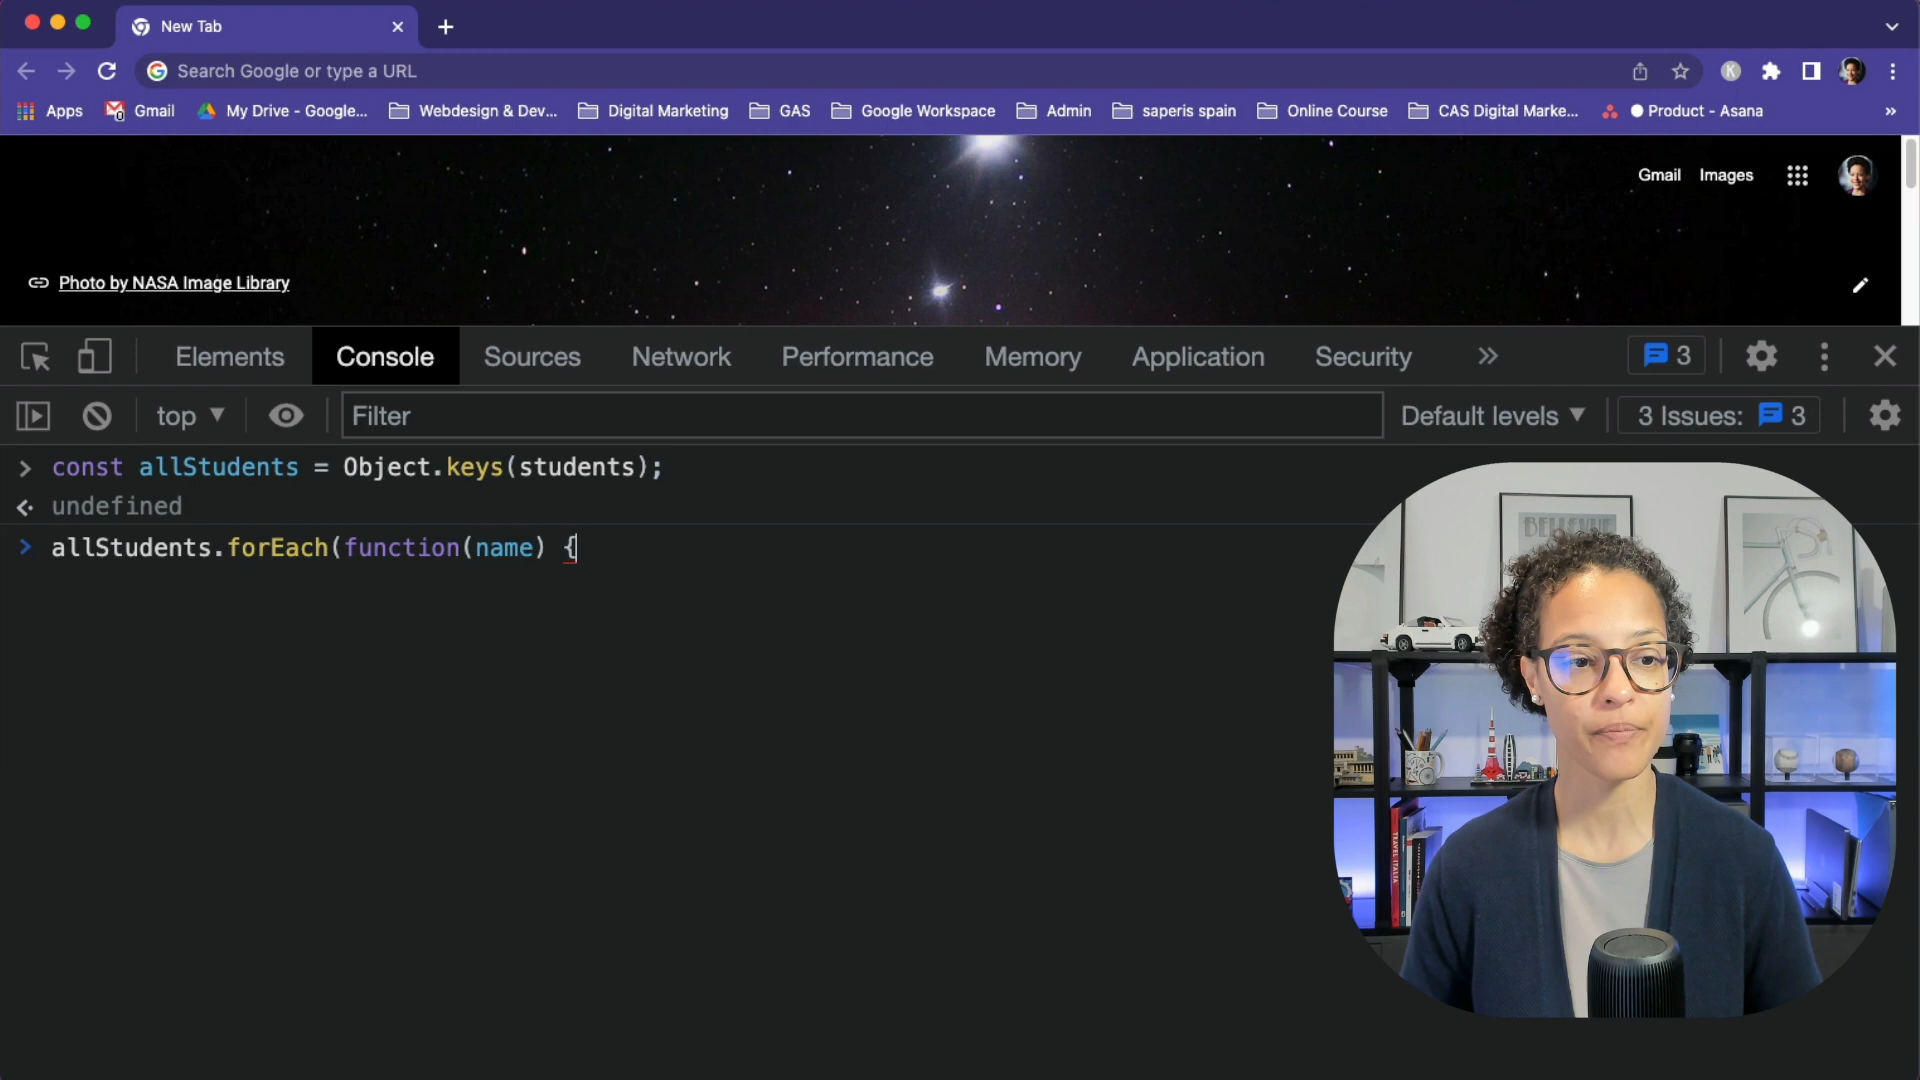 New Tab
Search Google or type a URL
K
Apps Gmail My Drive - Google... Webdesign & Dev... Digital Marketing GAS Google Workspace Admin saperis spain Online Course CAS Digital Marke... Product - Asana »
Gmail Images
Photo by NASA Image Library
Elements Console Sources Network Performance Memory Application Security » 3
top Filter Default levels 3 Issues: 3
> const allStudents = Object.keys(students);
undefined
> allStudents.forEach(function(name) {
BELLEVUE
TRAVEL ITALIA